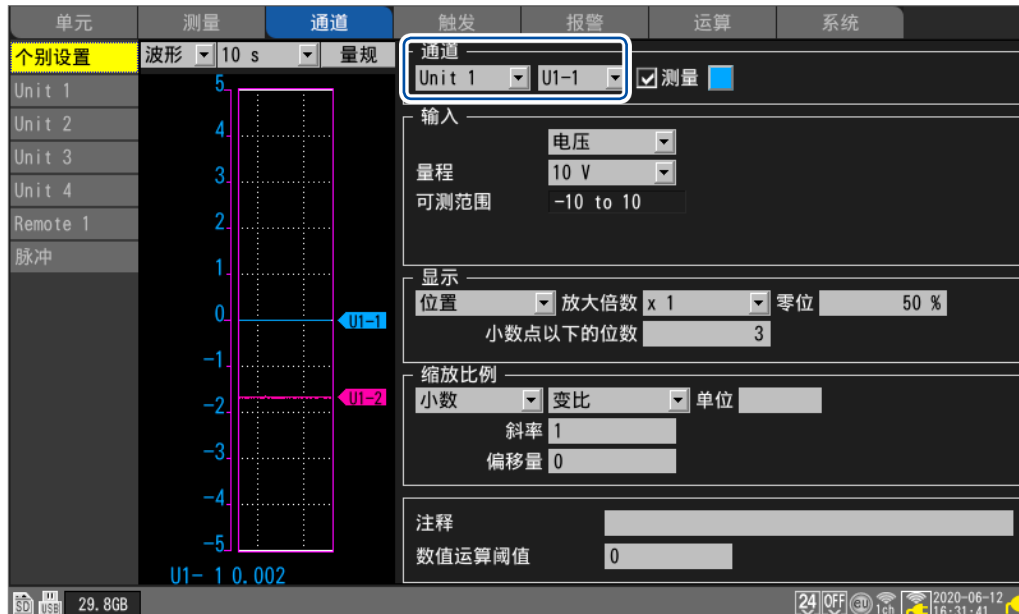 单元 测量 通道 触发 报警 运算 系统
个别设置 波形 10 s 量规
Unit 1
Unit 2
Unit 3
Unit 4
Remote 1
脉冲
5
4
3
2
1
0
-1
-2
-3
-4
-5
U1-1
U1-2
U1- 1 0.002
通道
Unit 1 U1-1 测量
输入
电压
量程 10 V
可测范围 -10 to 10
显示
位置 放大倍数 x 1 零位 50 %
小数点以下的位数 3
缩放比例
小数 变比 单位
斜率 1
偏移量 0
注释
数值运算阈值 0
SD USB 29.8GB 24 OFF eu 1ch 2020-06-12
16:31:41